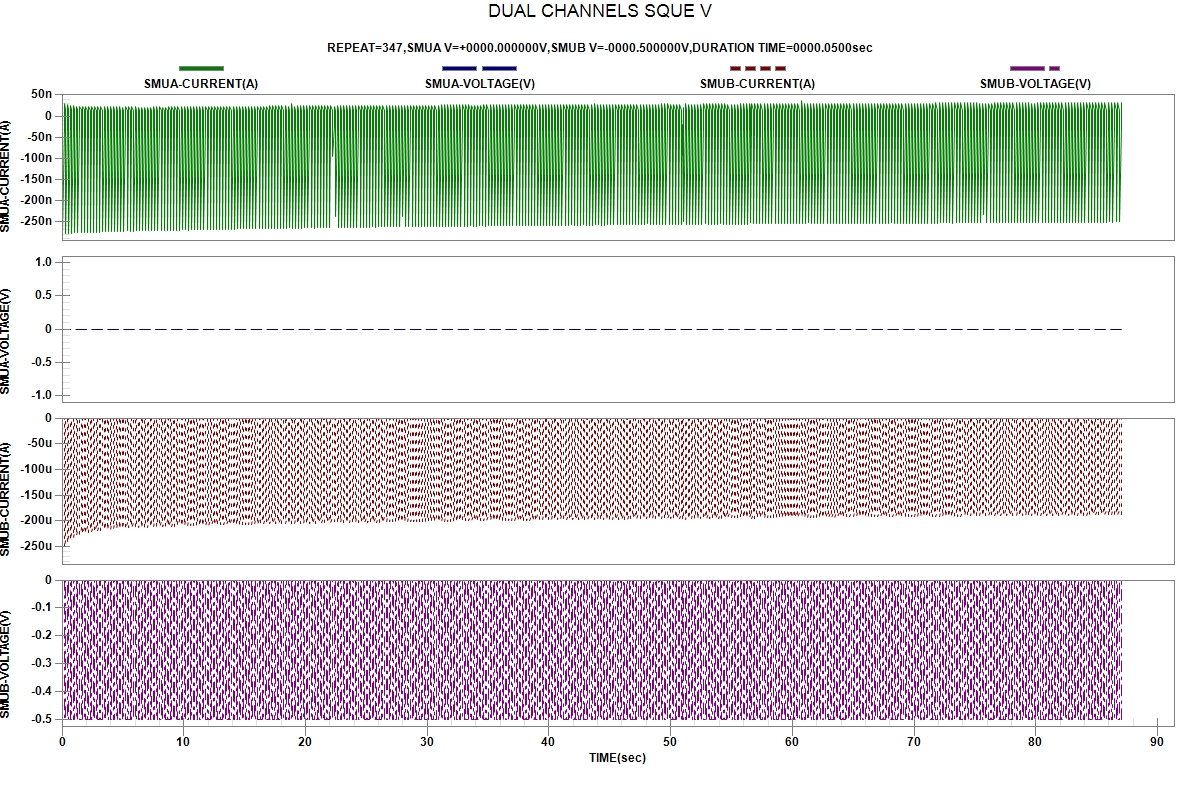 DUAL CHANNELS SQUE V
REPEAT=347,SMUA V=+0000.000000V,SMUB V=-0000.500000V,DURATION TIME=0000.0500sec
SMUA-CURRENT(A) SMUA-VOLTAGE(V) SMUB-CURRENT(A) SMUB-VOLTAGE(V)
SMUA-CURRENT(A)
50n
0
-50n
-100n
-150n
-200n
-250n
SMUA-VOLTAGE(V)
1.0
0.5
0
-0.5
-1.0
SMUB-CURRENT(A)
0
-50u
-100u
-150u
-200u
-250u
SMUB-VOLTAGE(V)
0
-0.1
-0.2
-0.3
-0.4
-0.5
0 10 20 30 40 50 60 70 80 90
TIME(sec)